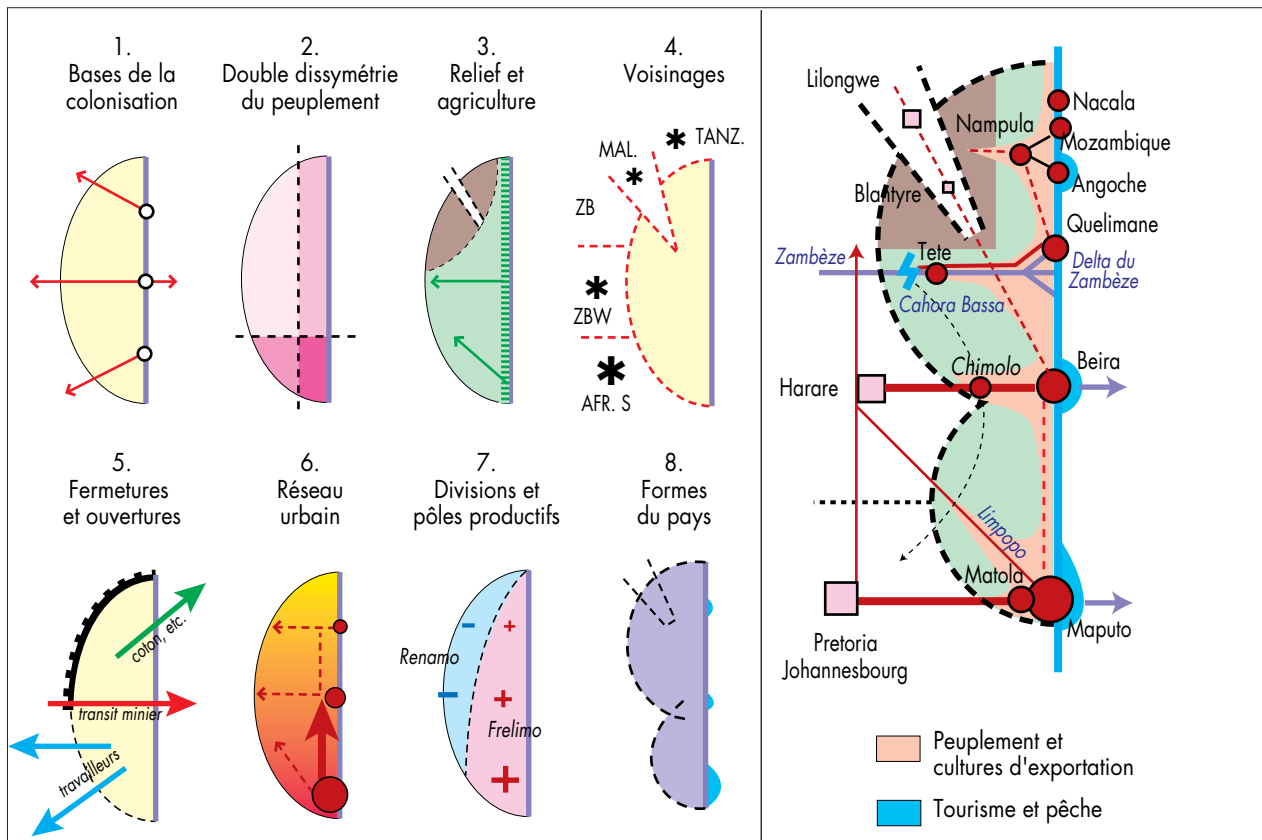 1.
Bases de la
colonisation
2.
Double dissymétrie
du peuplement
3.
Relief et
agriculture
4.
Voisinages
MAL.
TANZ.
ZB
ZBW
AFR. S
5.
Fermetures
et ouvertures
coton, etc.
transit minier
travailleurs
6.
Réseau
urbain
7.
Divisions et
pôles productifs
Renamo
Frelimo
8.
Formes
du pays
Lilongwe
Nacala
Nampula
Mozambique
Blantyre
Angoche
Quelimane
Zambèze
Tete
Delta du
Zambèze
Cahora Bassa
Chimolo
Beira
Harare
Limpopo
Matola
Maputo
Pretoria
Johannesbourg
Peuplement et
cultures d'exportation
Tourisme et pêche